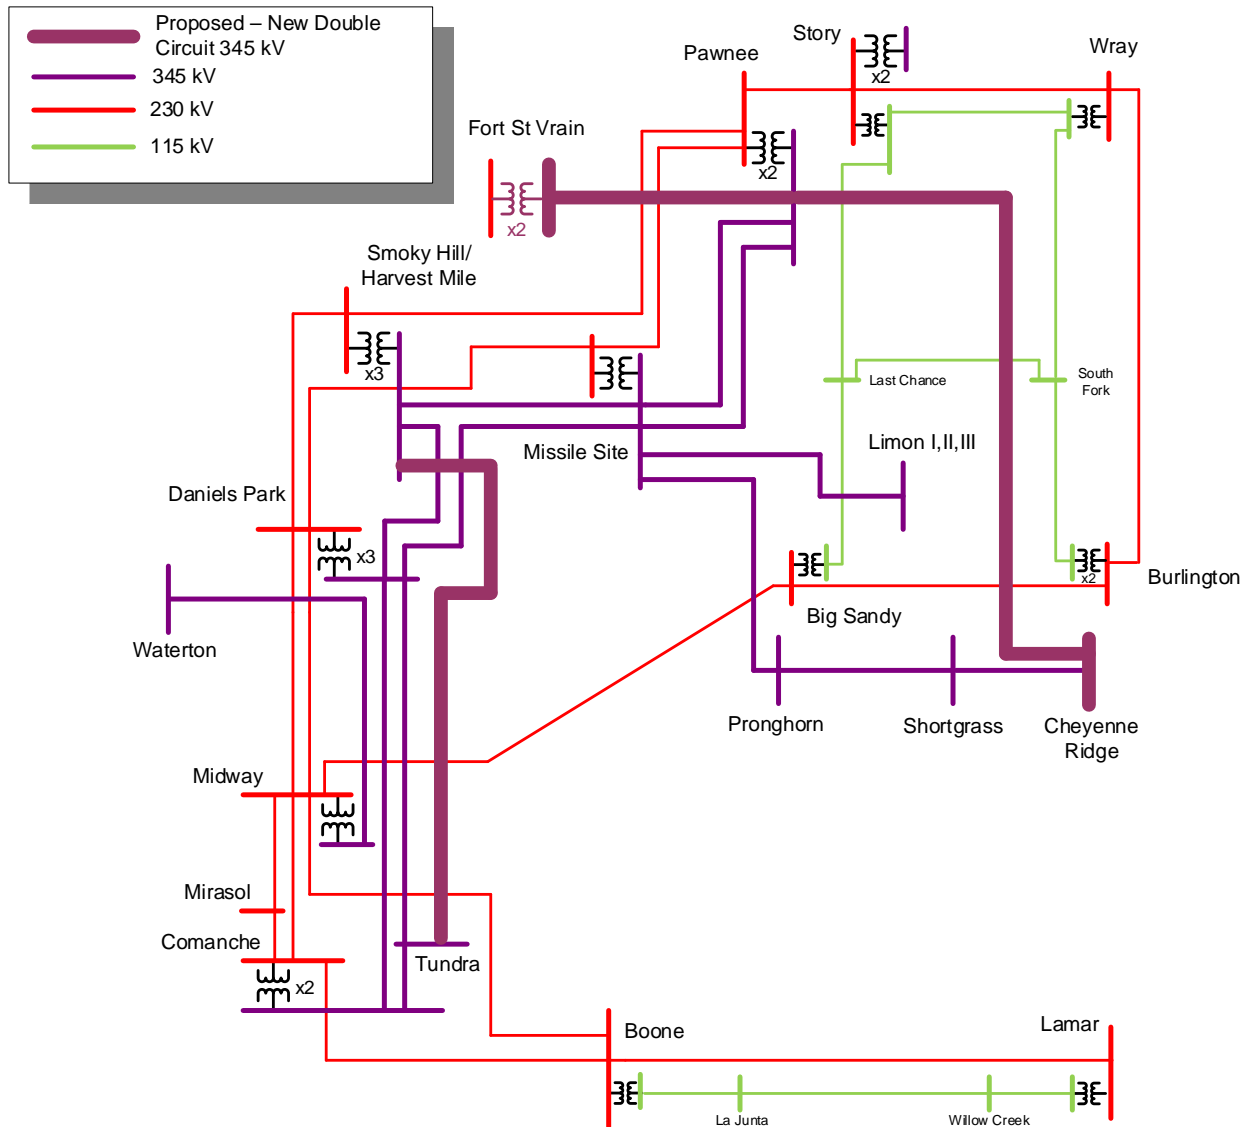 Proposed – New Double
Circuit 345 kV
345 kV
230 kV
115 kV
Story
x2
Wray
Pawnee
x2
Fort St Vrain
x2
Smoky Hill/
Harvest Mile
x3
Last Chance
South
Fork
Missile Site
Limon I,II,III
Daniels Park
x3
x2
Burlington
Big Sandy
Waterton
Pronghorn
Shortgrass
Cheyenne
Ridge
Midway
Mirasol
Comanche
x2
Tundra
Boone
Lamar
La Junta
Willow Creek